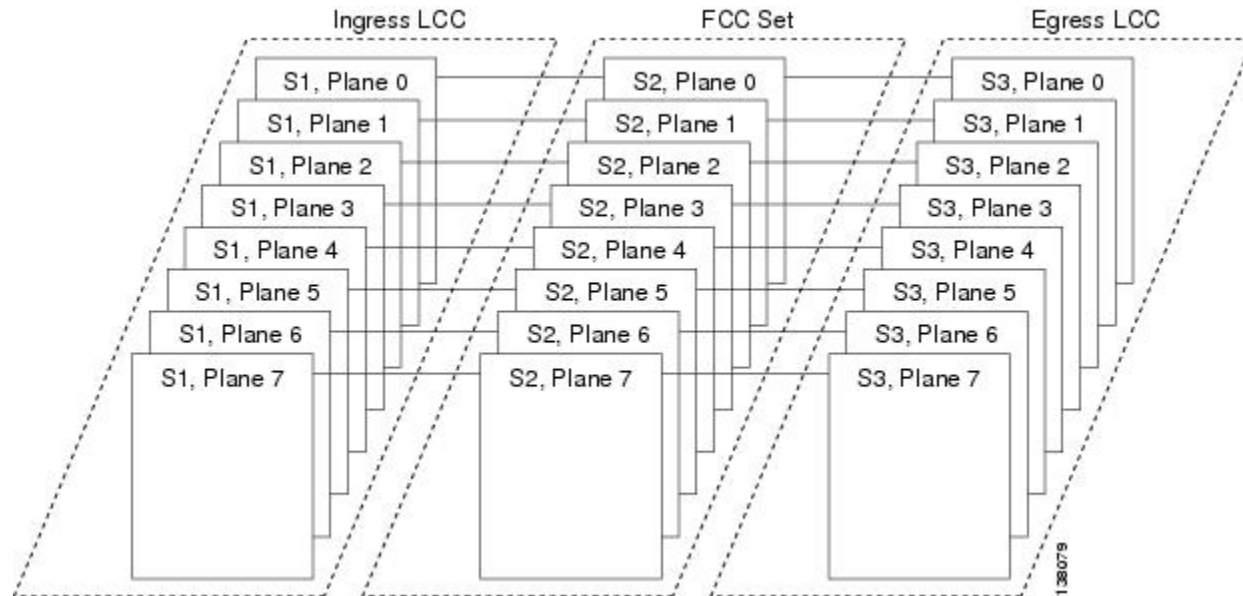 Ingress LCC
FCC Set
Egress LCC
S1, Plane 0
S2, Plane 0
S3, Plane 0
S1, Plane 1
S2, Plane 1
S3, Plane 1
S1, Plane 2
S2, Plane 2
S3, Plane 2
S1, Plane 3
S2, Plane 3
S3, Plane 3
S1, Plane 4
S2, Plane 4
S3, Plane 4
S1, Plane 5
S2, Plane 5
S3, Plane 5
S1, Plane 6
S2, Plane 6
S3, Plane 6
S1, Plane 7
S2, Plane 7
S3, Plane 7
138079